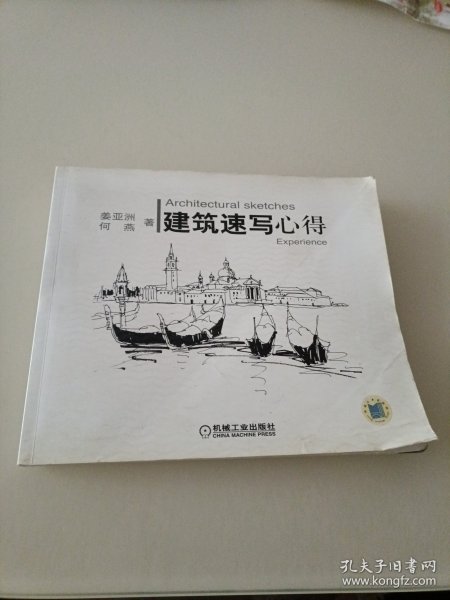 Architectural sketches
姜亚洲
何 燕
著
建筑速写心得
Experience
机械工业出版社
CHINA MACHINE PRESS
孔夫子旧书网
www.kongfz.com